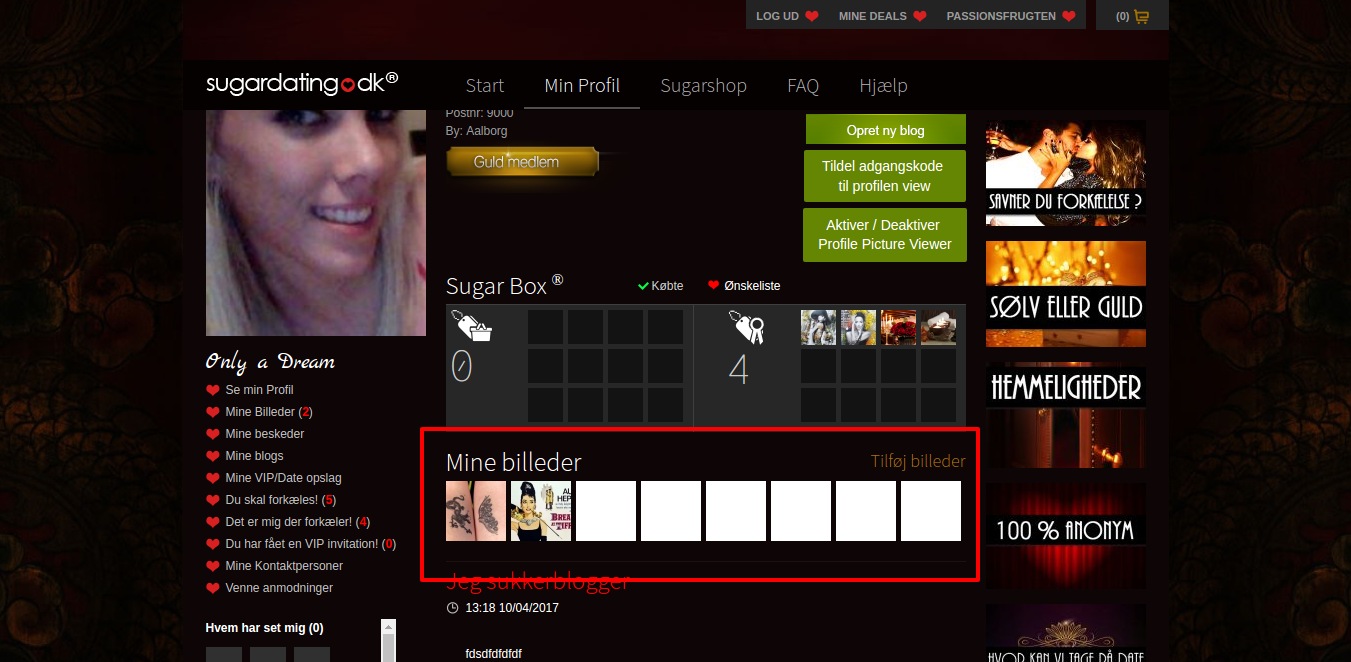 LOG UD
MINE DEALS
PASSIONSFRUGTEN
(0)
sugardating.dk®
Start
Min Profil
Sugarshop
FAQ
Hjælp
Postnr: 9000
By: Aalborg
Guld medlem
Opret ny blog
Tildel adgangskode
til profilen view
Aktiver / Deaktiver
Profile Picture Viewer
Sugar Box ®
Købte
Ønskeliste
0
4
Only a Dream
Se min Profil
Mine Billeder (2)
Mine beskeder
Mine blogs
Mine VIP/Date opslag
Du skal forkæles! (5)
Det er mig der forkæler! (4)
Du har fået en VIP invitation! (0)
Mine Kontaktpersoner
Venne anmodninger
Hvem har set mig (0)
Mine billeder
Tilføj billeder
Jeg sukkerblogger
13:18 10/04/2017
fdsdfdfdfdf
SAVNER DU FORKÆLELSE ?
SØLV ELLER GULD
HEMMELIGHEDER
100 % ANONYM
HVOR KAN VI TAGE PÅ DATE